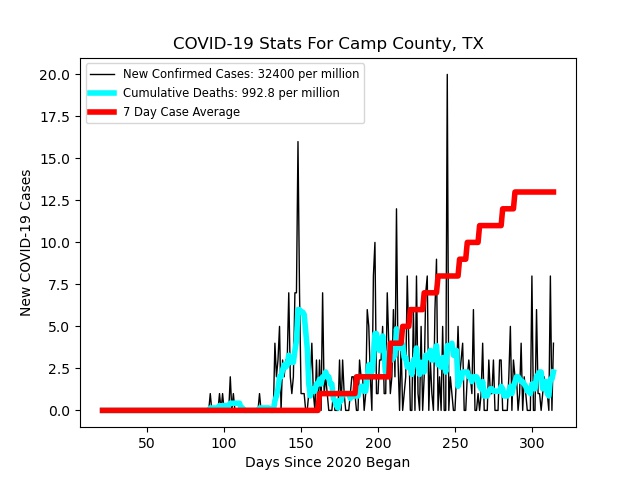 COVID-19 Stats For Camp County, TX
New Confirmed Cases: 32400 per million
Cumulative Deaths: 992.8 per million
7 Day Case Average
20.0
17.5
15.0
12.5
10.0
7.5
5.0
2.5
0.0
New COVID-19 Cases
50 100 150 200 250 300
Days Since 2020 Began